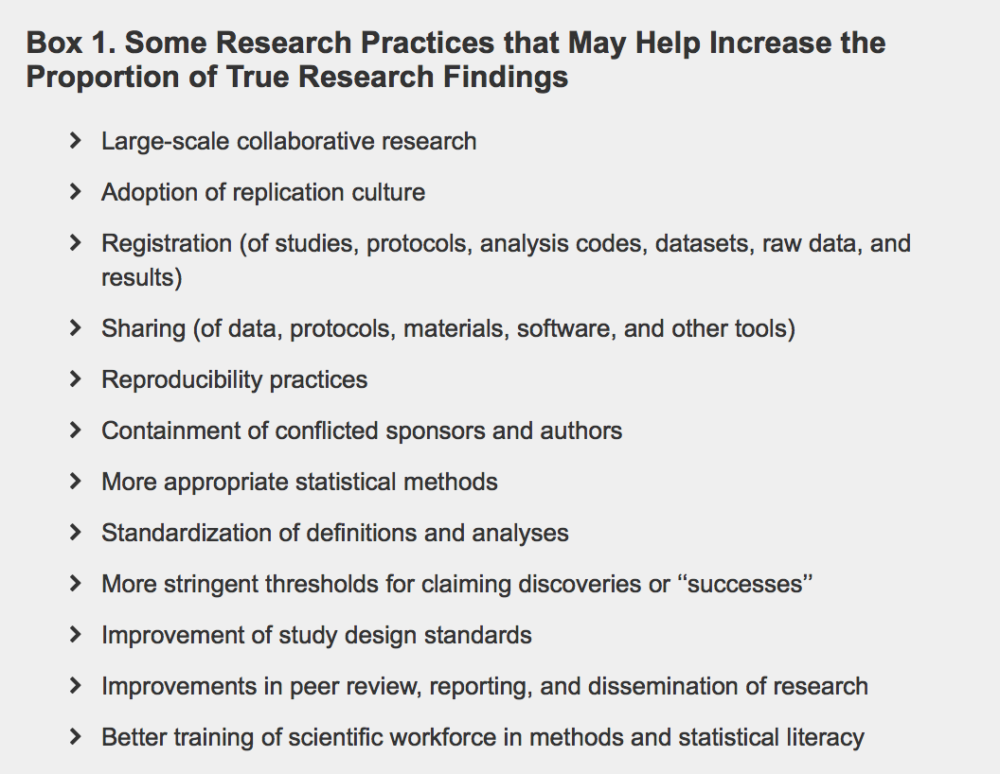 Box 1. Some Research Practices that May Help Increase the
Proportion of True Research Findings
Large-scale collaborative research
Adoption of replication culture
Registration (of studies, protocols, analysis codes, datasets, raw data, and
results)
Sharing (of data, protocols, materials, software, and other tools)
Reproducibility practices
Containment of conflicted sponsors and authors
More appropriate statistical methods
Standardization of definitions and analyses
More stringent thresholds for claiming discoveries or ‘‘successes’’
Improvement of study design standards
Improvements in peer review, reporting, and dissemination of research
Better training of scientific workforce in methods and statistical literacy